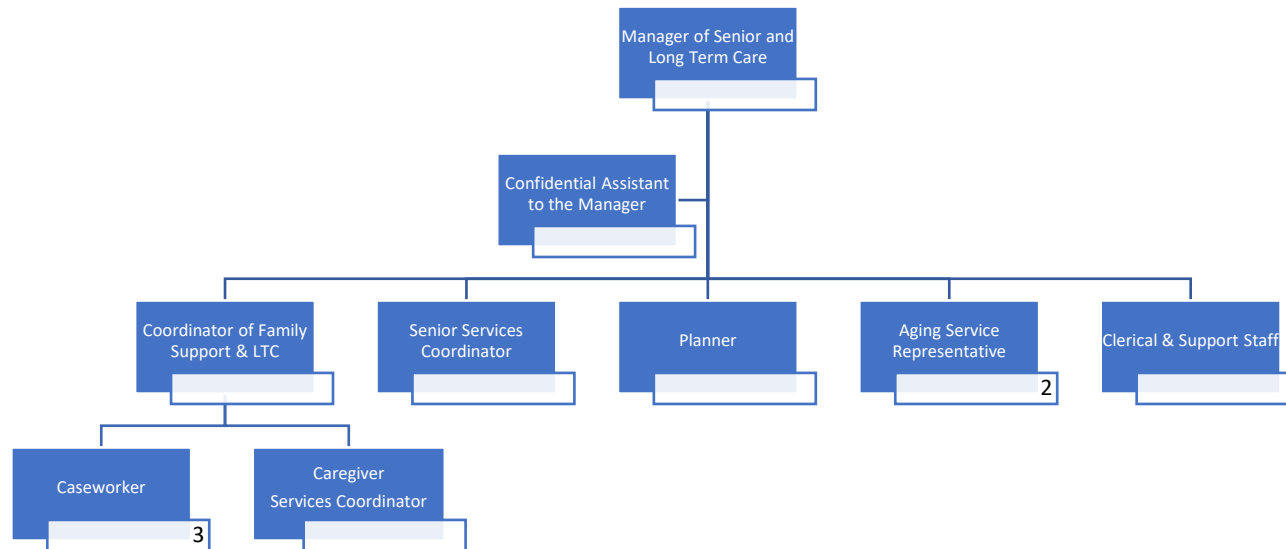 Manager of Senior and
Long Term Care
Confidential Assistant
to the Manager
Coordinator of Family
Support & LTC
Senior Services
Coordinator
Planner
Aging Service
Representative
2
Clerical & Support Staff
Caseworker
3
Caregiver
Services Coordinator